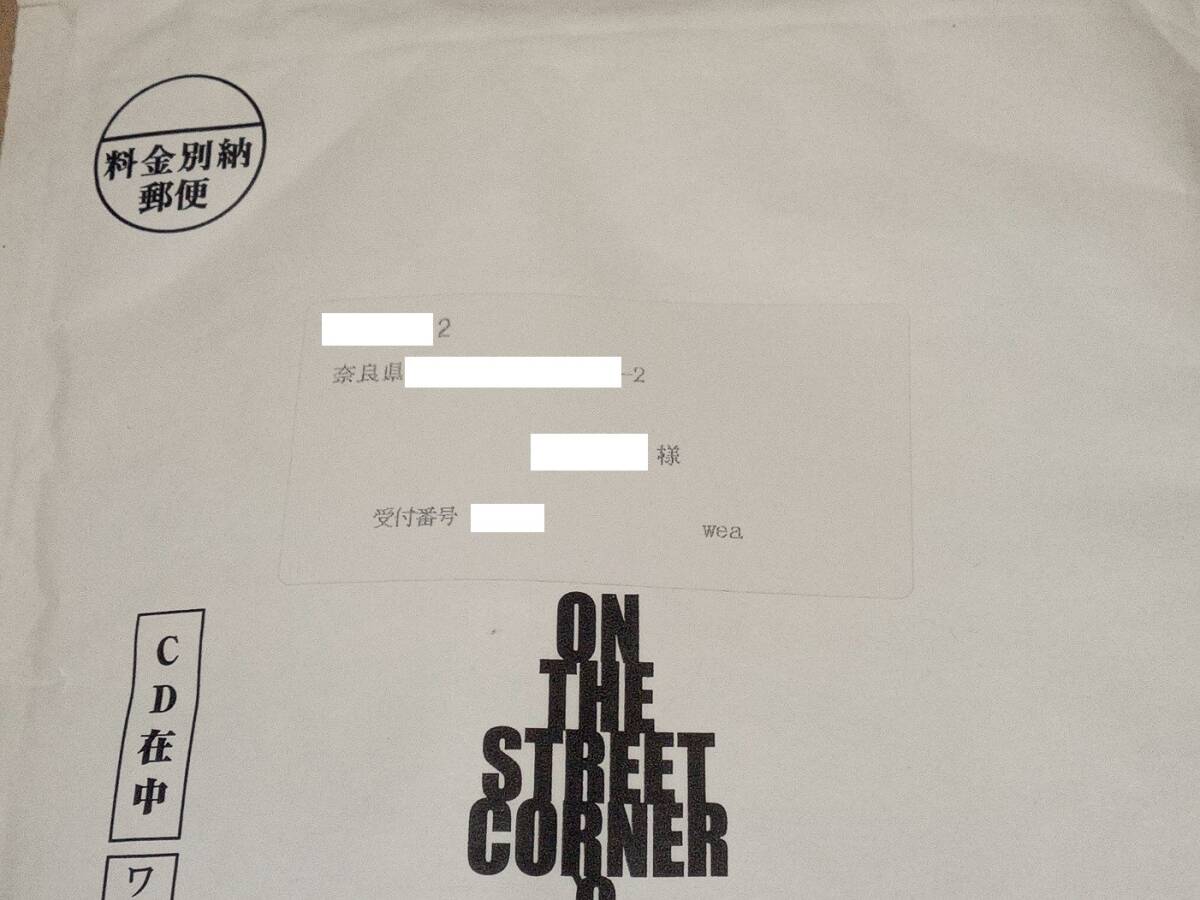 料金別納
郵便
2
奈良県 -2
様
受付番号
wea
CD在中
ワ
ON
THE
STREET
CORNER